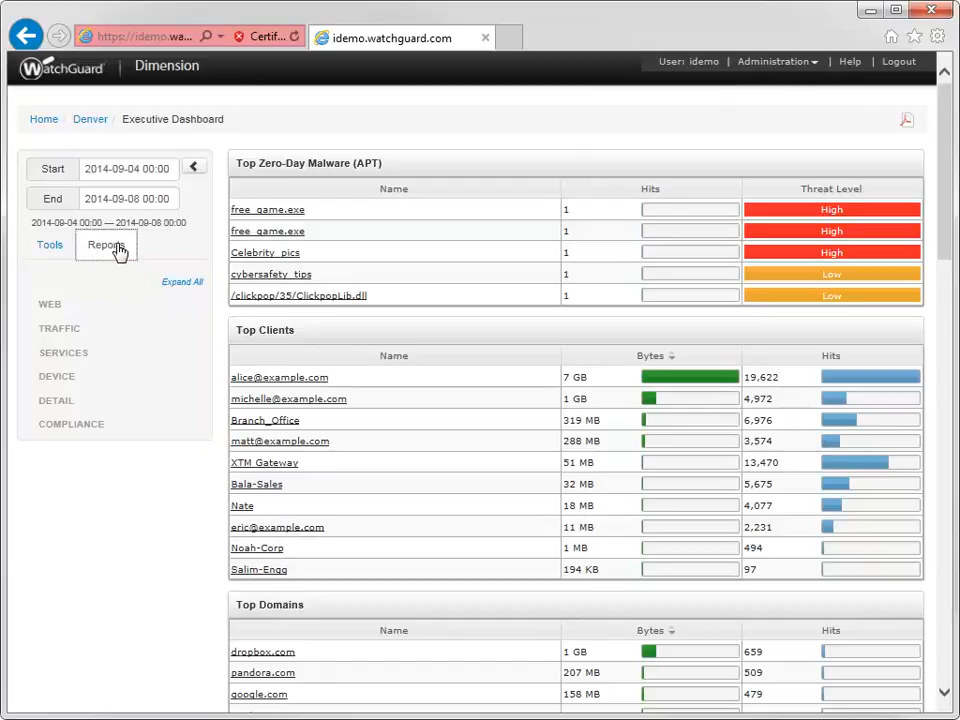 https://idemo.wa...
Certif...
idemo.watchguard.com
WatchGuard
Dimension
User: idemo | Administration | Help | Logout
Home / Denver / Executive Dashboard
Start 2014-09-04 00:00
End 2014-09-08 00:00
2014-09-04 00:00 — 2014-09-08 00:00
Tools Reports
Expand All
WEB
TRAFFIC
SERVICES
DEVICE
DETAIL
COMPLIANCE
Top Zero-Day Malware (APT)
Name Hits Threat Level
free_game.exe 1 High
free_game.exe 1 High
Celebrity_pics 1 High
cybersafety_tips 1 Low
/clickpop/35/ClickpopLib.dll 1 Low
Top Clients
Name Bytes Hits
alice@example.com 7 GB 19,622
michelle@example.com 1 GB 4,972
Branch_Office 319 MB 6,976
matt@example.com 288 MB 3,574
XTM Gateway 51 MB 13,470
Bala-Sales 32 MB 5,675
Nate 18 MB 4,077
eric@example.com 11 MB 2,231
Noah-Corp 1 MB 494
Salim-Engg 194 KB 97
Top Domains
Name Bytes Hits
dropbox.com 1 GB 659
pandora.com 207 MB 509
google.com 158 MB 479